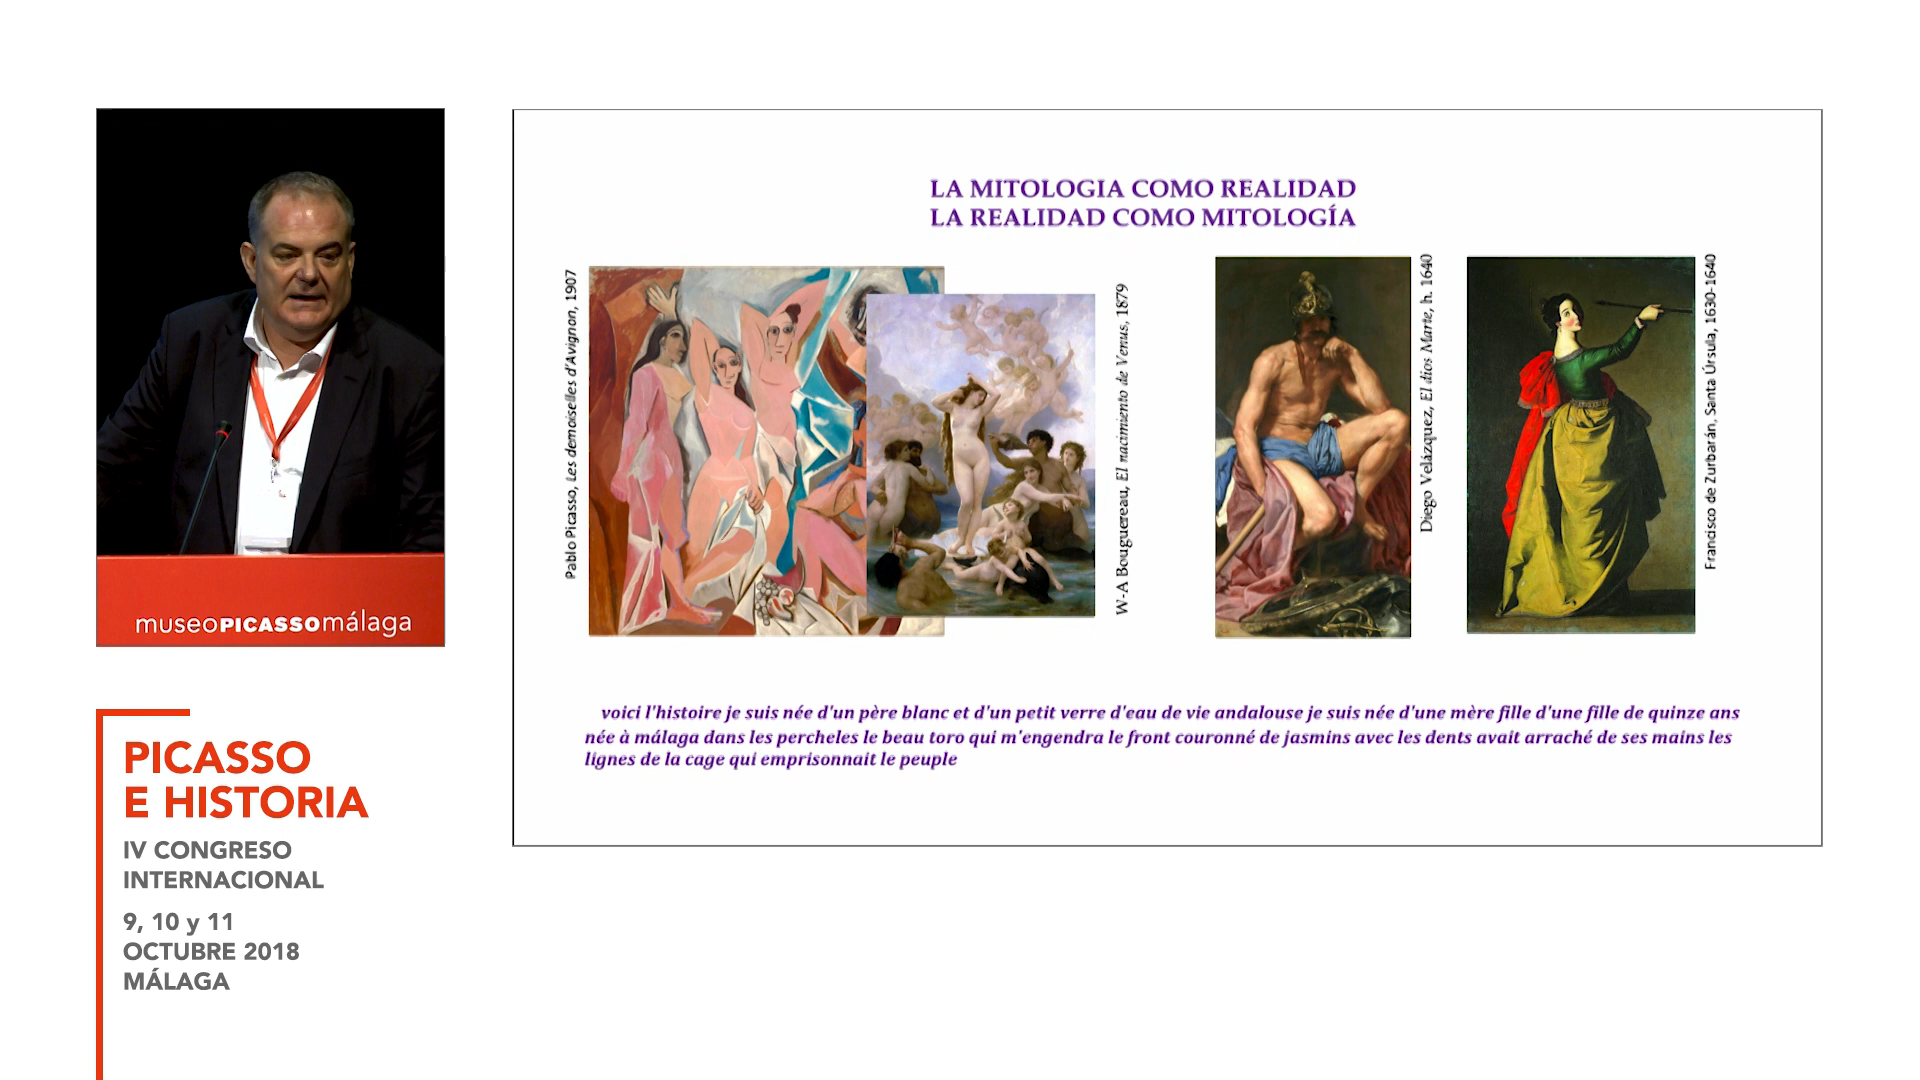 museoPICASSOmálaga
PICASSO
E HISTORIA
IV CONGRESO
INTERNACIONAL
9, 10 y 11
OCTUBRE 2018
MÁLAGA
LA MITOLOGIA COMO REALIDAD
LA REALIDAD COMO MITOLOGÍA
Pablo Picasso, Les demoiselles d'Avignon, 1907
W-A Bouguereau, El nacimiento de Venus, 1879
Diego Velázquez, El dios Marte, h. 1640
Francisco de Zurbarán, Santa Úrsula, 1630-1640
voici l'histoire je suis née d'un père blanc et d'un petit verre d'eau de vie andalouse je suis née d'une mère fille d'une fille de quinze ans
née à málaga dans les percheles le beau toro qui m'engendra le front couronné de jasmins avec les dents avait arraché de ses mains les
lignes de la cage qui emprisonnait le peuple